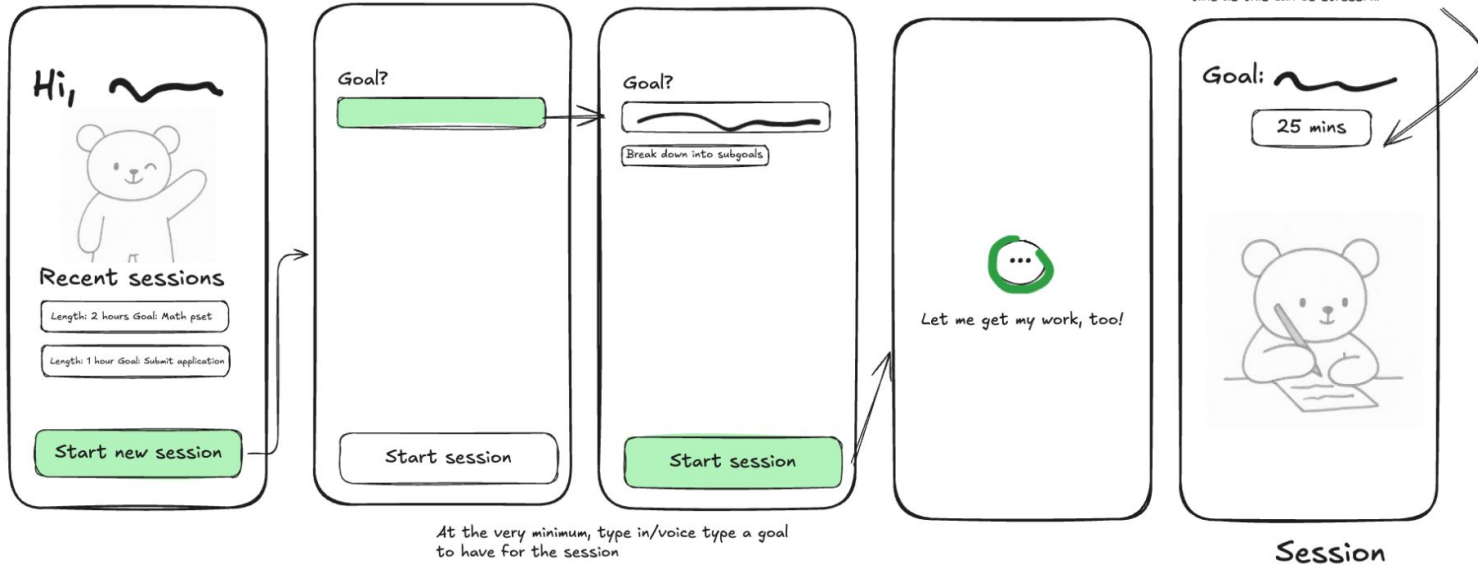 Hi,
Recent sessions
Length: 2 hours Goal: Math pset
Length: 1 hour Goal: Submit application
Start new session
Goal?
Start session
At the very minimum, type in/voice type a goal
to have for the session
Goal?
Break down into subgoals
Start session
...
Let me get my work, too!
Goal:
25 mins
Session